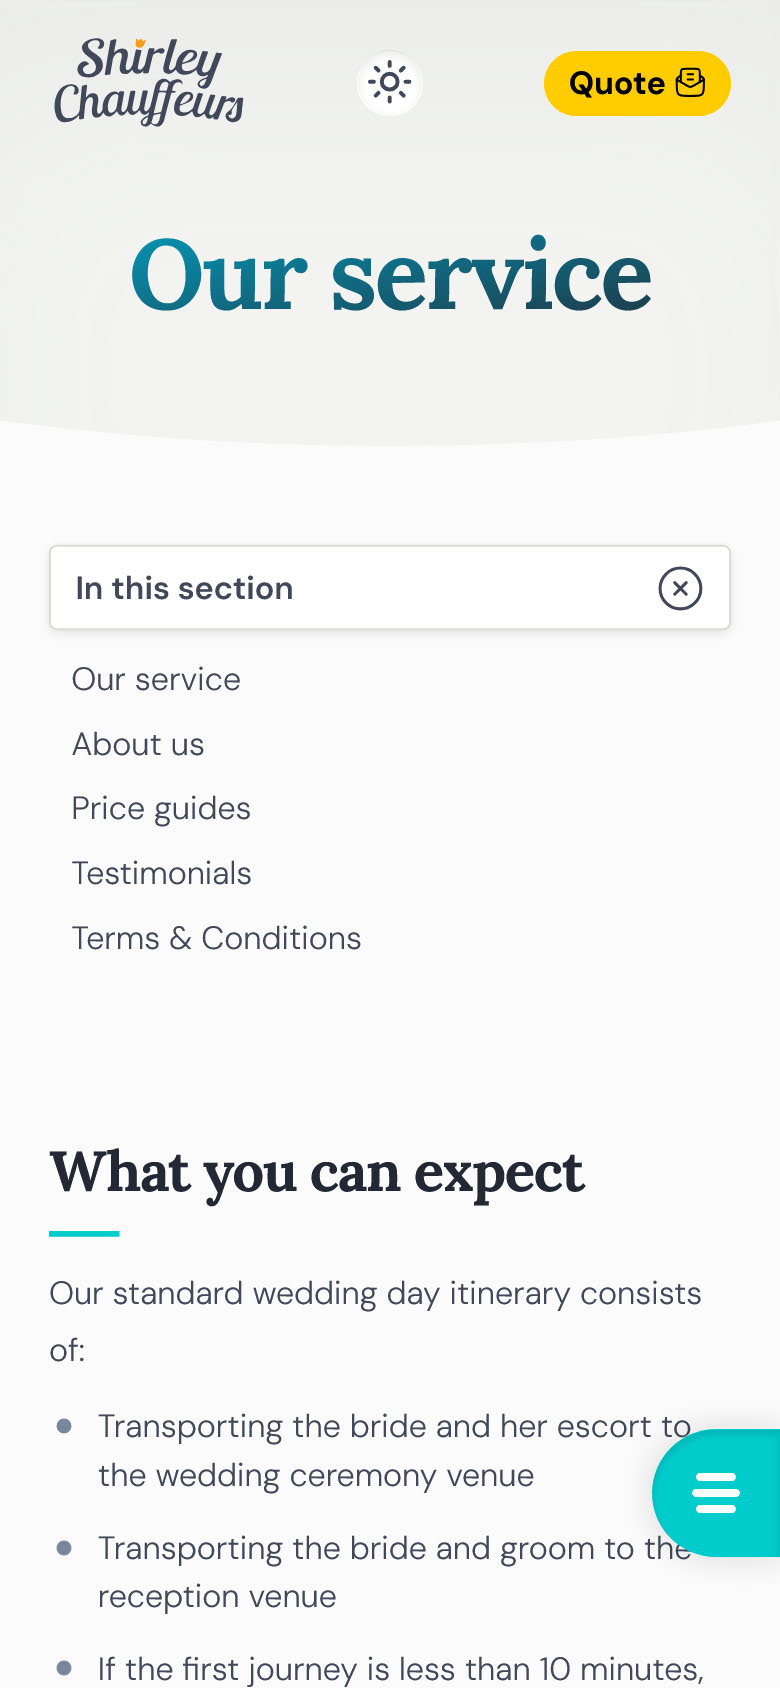 Shirley
Chauffeurs
Quote
Our service
In this section
Our service
About us
Price guides
Testimonials
Terms & Conditions
What you can expect
Our standard wedding day itinerary consists
of:
Transporting the bride and her escort to
the wedding ceremony venue
Transporting the bride and groom to the
reception venue
If the first journey is less than 10 minutes,